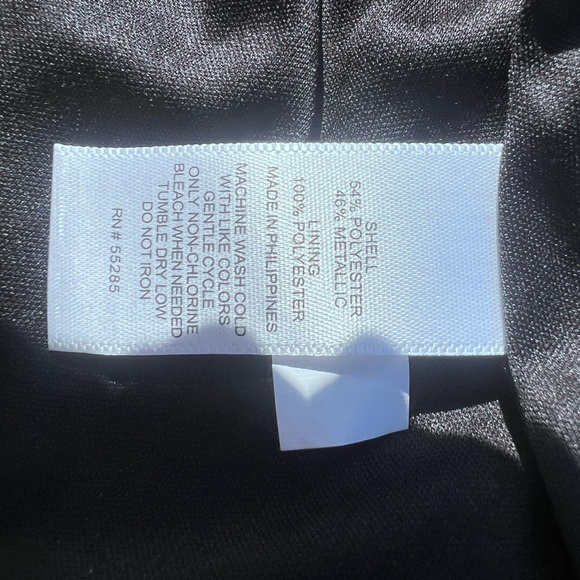 SHELL
54% POLYESTER
46% METALLIC
LINING
100% POLYESTER
MADE IN PHILIPPINES
MACHINE WASH COLD
WITH LIKE COLORS
GENTLE CYCLE
ONLY NON-CHLORINE
BLEACH WHEN NEEDED
TUMBLE DRY LOW
DO NOT IRON
RN# 55285